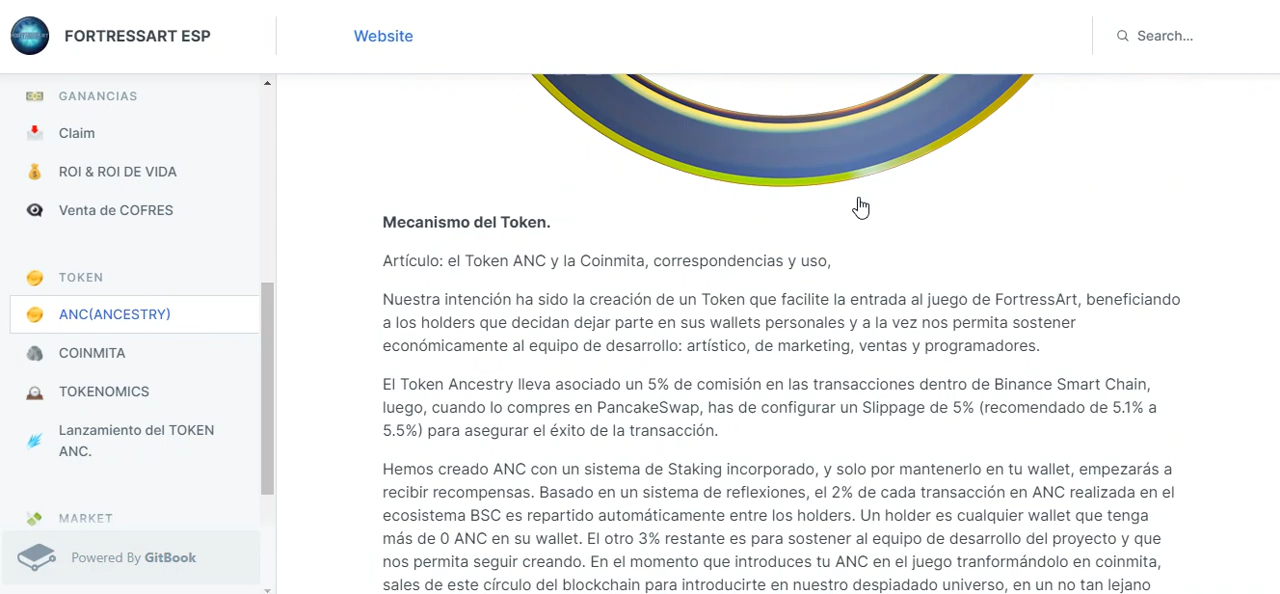 FORTRESSART ESP
Website
Search...
GANANCIAS
Claim
ROI & ROI DE VIDA
Venta de COFRES
TOKEN
ANC(ANCESTRY)
COINMITA
TOKENOMICS
Lanzamiento del TOKEN
ANC.
MARKET
Powered By GitBook
Mecanismo del Token.
Artículo: el Token ANC y la Coinmita, correspondencias y uso,
Nuestra intención ha sido la creación de un Token que facilite la entrada al juego de FortressArt, beneficiando
a los holders que decidan dejar parte en sus wallets personales y a la vez nos permita sostener
económicamente al equipo de desarrollo: artístico, de marketing, ventas y programadores.
El Token Ancestry lleva asociado un 5% de comisión en las transacciones dentro de Binance Smart Chain,
luego, cuando lo compres en PancakeSwap, has de configurar un Slippage de 5% (recomendado de 5.1% a
5.5%) para asegurar el éxito de la transacción.
Hemos creado ANC con un sistema de Staking incorporado, y solo por mantenerlo en tu wallet, empezarás a
recibir recompensas. Basado en un sistema de reflexiones, el 2% de cada transacción en ANC realizada en el
ecosistema BSC es repartido automáticamente entre los holders. Un holder es cualquier wallet que tenga
más de 0 ANC en su wallet. El otro 3% restante es para sostener al equipo de desarrollo del proyecto y que
nos permita seguir creando. En el momento que introduces tu ANC en el juego tranformándolo en coinmita,
sales de este círculo del blockchain para introducirte en nuestro despiadado universo, en un no tan lejano